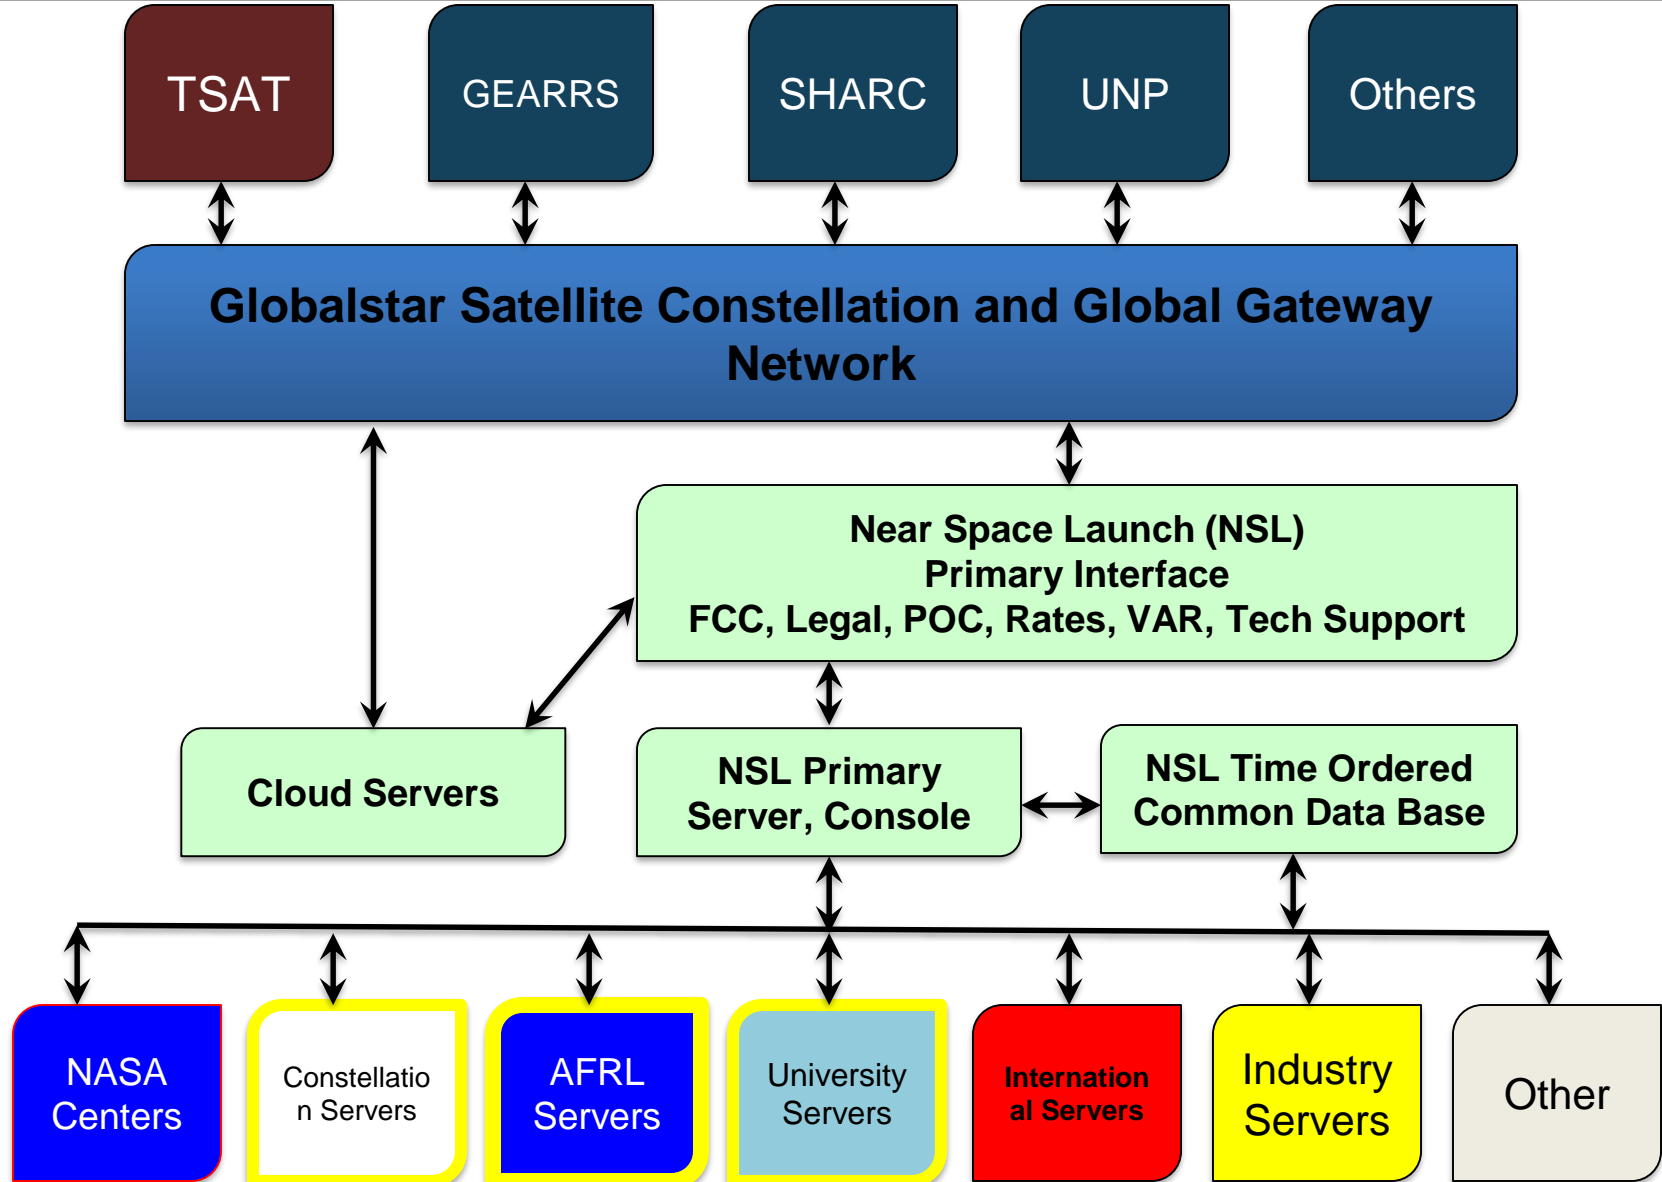 TSAT
GEARRS
SHARC
UNP
Others
Globalstar Satellite Constellation and Global Gateway
Network
Near Space Launch (NSL)
Primary Interface
FCC, Legal, POC, Rates, VAR, Tech Support
Cloud Servers
NSL Primary
Server, Console
NSL Time Ordered
Common Data Base
NASA
Centers
Constellatio
n Servers
AFRL
Servers
University
Servers
Internation
al Servers
Industry
Servers
Other